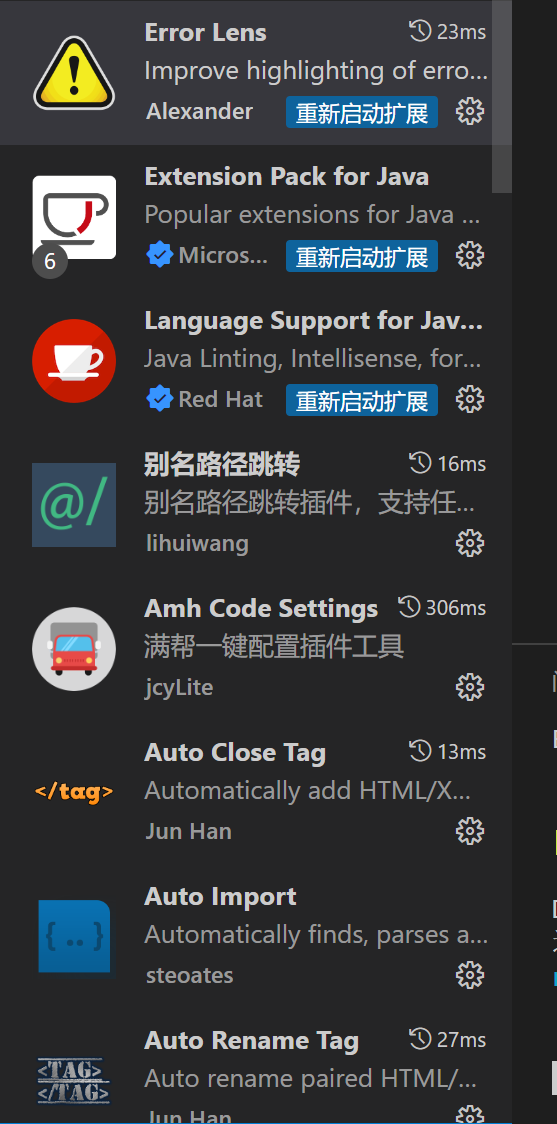 Error Lens 23ms
Improve highlighting of erro...
Alexander 重新启动扩展
Extension Pack for Java
Popular extensions for Java ...
6 Micros... 重新启动扩展
Language Support for Jav...
Java Linting, Intellisense, for...
Red Hat 重新启动扩展
别名路径跳转 16ms
@/
别名路径跳转插件，支持任...
lihuiwang
Amh Code Settings 306ms
满帮一键配置插件工具
jcyLite
Auto Close Tag 13ms
</tag> Automatically add HTML/X...
Jun Han
Auto Import
{..} Automatically finds, parses a...
steoates
Auto Rename Tag 27ms
<TAG>
</TAG> Auto rename paired HTML/...
Jun Han